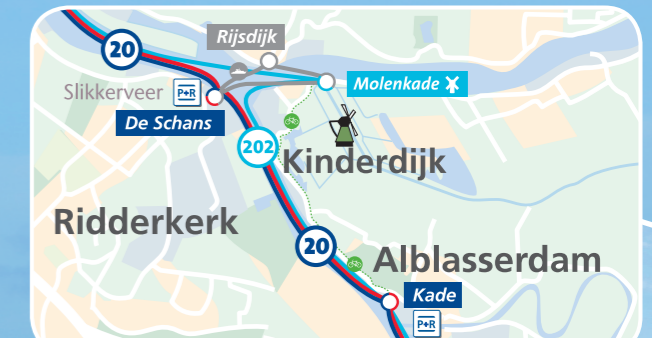 20
Rijsdijk
Slikkerveer
P+R
De Schans
Molenkade
202
Kinderdijk
Ridderkerk
20
Alblasserdam
Kade
P+R